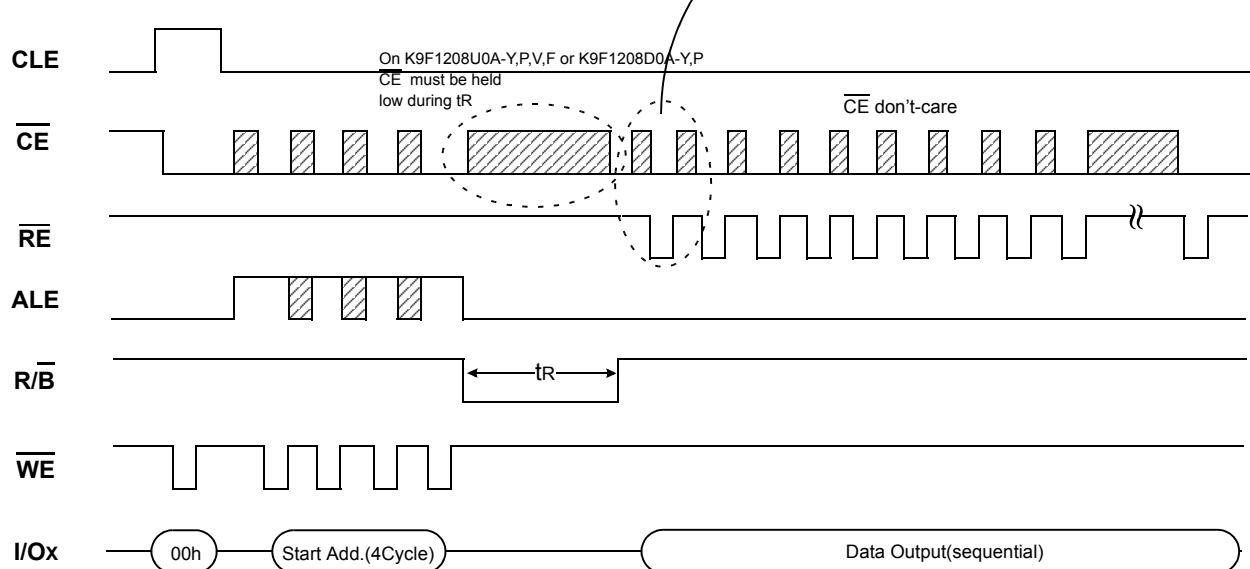 CLE
On K9F1208U0A-Y,P,V,F or K9F1208D0A-Y,P
CE must be held
low during tR
CE don't-care
CE
RE
ALE
R/B
tR
WE
I/Ox
00h
Start Add.(4Cycle)
Data Output(sequential)